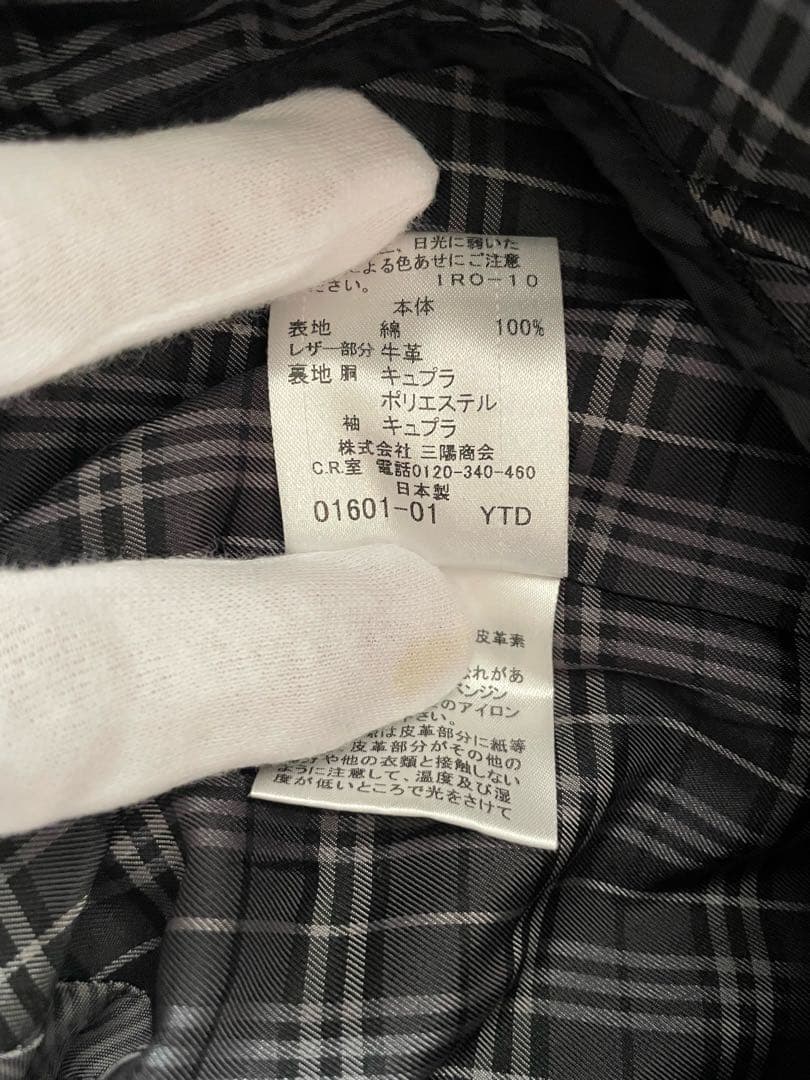 、日光に弱いた
による色あせにご注意
ださい。 IRO-10
本体
表地 綿 100%
レザー部分 牛革
裏地 胴 キュプラ
ポリエステル
袖 キュプラ
株式会社 三陽商会
C.R.室 電話0120-340-460
日本製
01601-01 YTD
皮革素
れがあ
ベンジン
のアイロン
さい。
は皮革部分に紙等
、皮革部分がその他の
や他の衣類と接触しない
ように注意して、温度及び湿
度が低いところで光をさけて